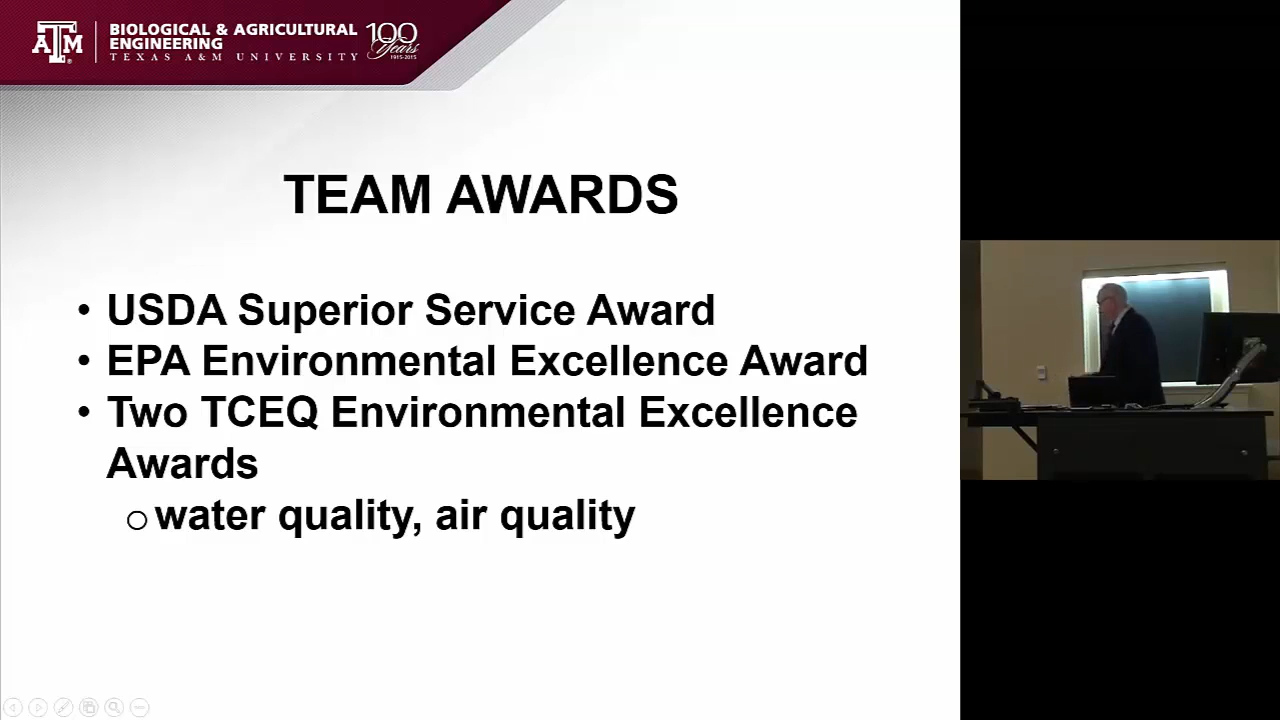 BIOLOGICAL & AGRICULTURAL
ENGINEERING
TEXAS A&M UNIVERSITY
100
Years
1915-2015
TEAM AWARDS
• USDA Superior Service Award
• EPA Environmental Excellence Award
• Two TCEQ Environmental Excellence
Awards
○ water quality, air quality